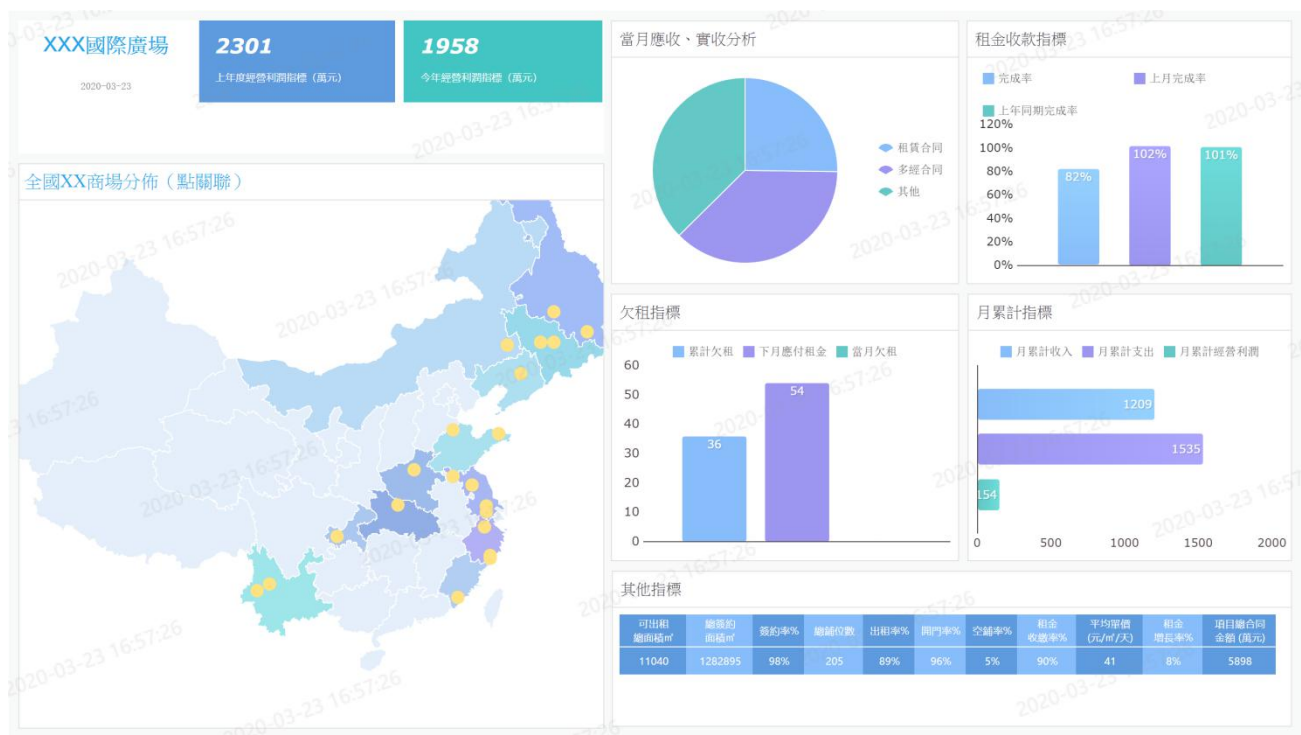 XXX國際廣場
2020-03-23
2301
上年度經營利潤指標（萬元）
1958
今年經營利潤指標（萬元）
全國XX商場分佈（點關聯）
當月應收、實收分析
租賃合同
多經合同
其他
租金收款指標
完成率
上月完成率
上年同期完成率
120%
100%
80%
60%
40%
20%
0%
82%
102%
101%
欠租指標
累計欠租 下月應付租金 當月欠租
60
50
40
30
20
10
0
36
54
月累計指標
月累計收入 月累計支出 月累計經營利潤
1209
1535
154
0 500 1000 1500 2000
其他指標
可出租
總面積㎡
總簽約
面積㎡
簽約率%
總鋪位數
出租率%
開門率%
空鋪率%
租金
收繳率%
平均單價
(元/㎡/天)
租金
增長率%
項目總合同
金額 (萬元)
11040 1282895 98% 205 89% 96% 5% 90% 41 8% 5898
2020-03-23 16:57:26